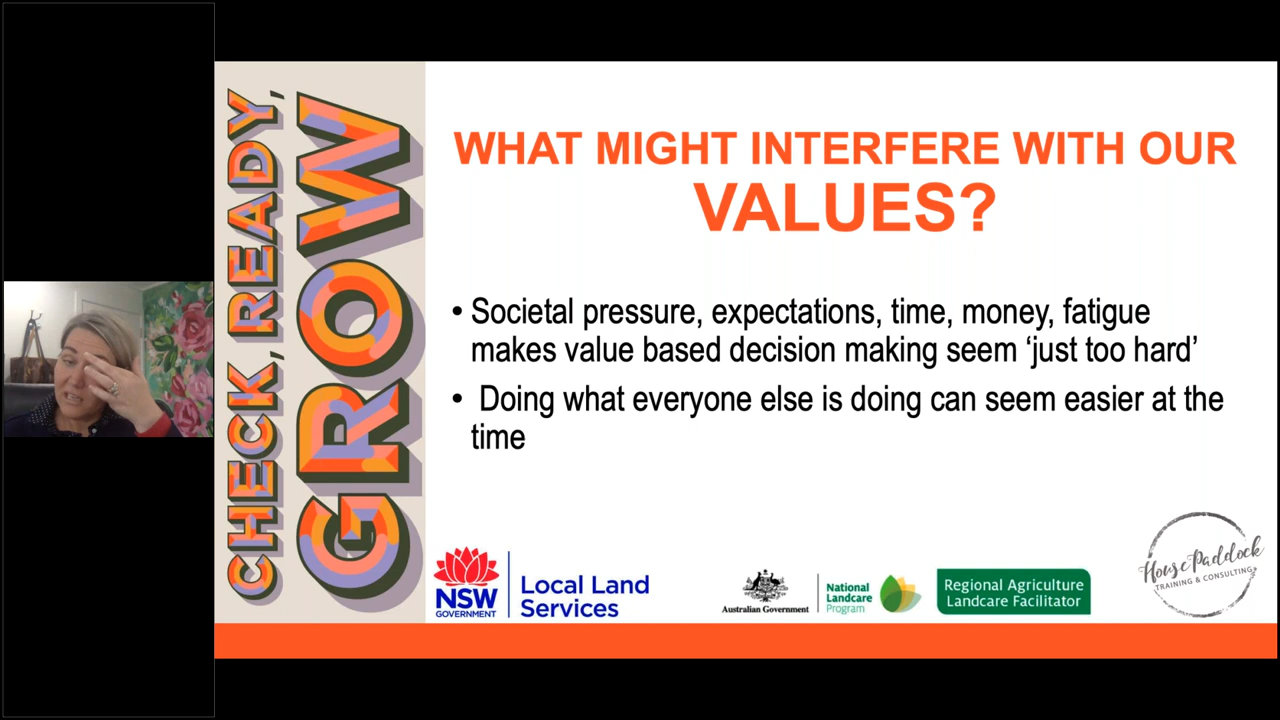 CHECK, READY,
GROW
WHAT MIGHT INTERFERE WITH OUR
VALUES?
• Societal pressure, expectations, time, money, fatigue
makes value based decision making seem ‘just too hard’
• Doing what everyone else is doing can seem easier at the
time
NSW
GOVERNMENT
Local Land
Services
Australian Government
National
Landcare
Program
Regional Agriculture
Landcare Facilitator
House Paddock
TRAINING & CONSULTING